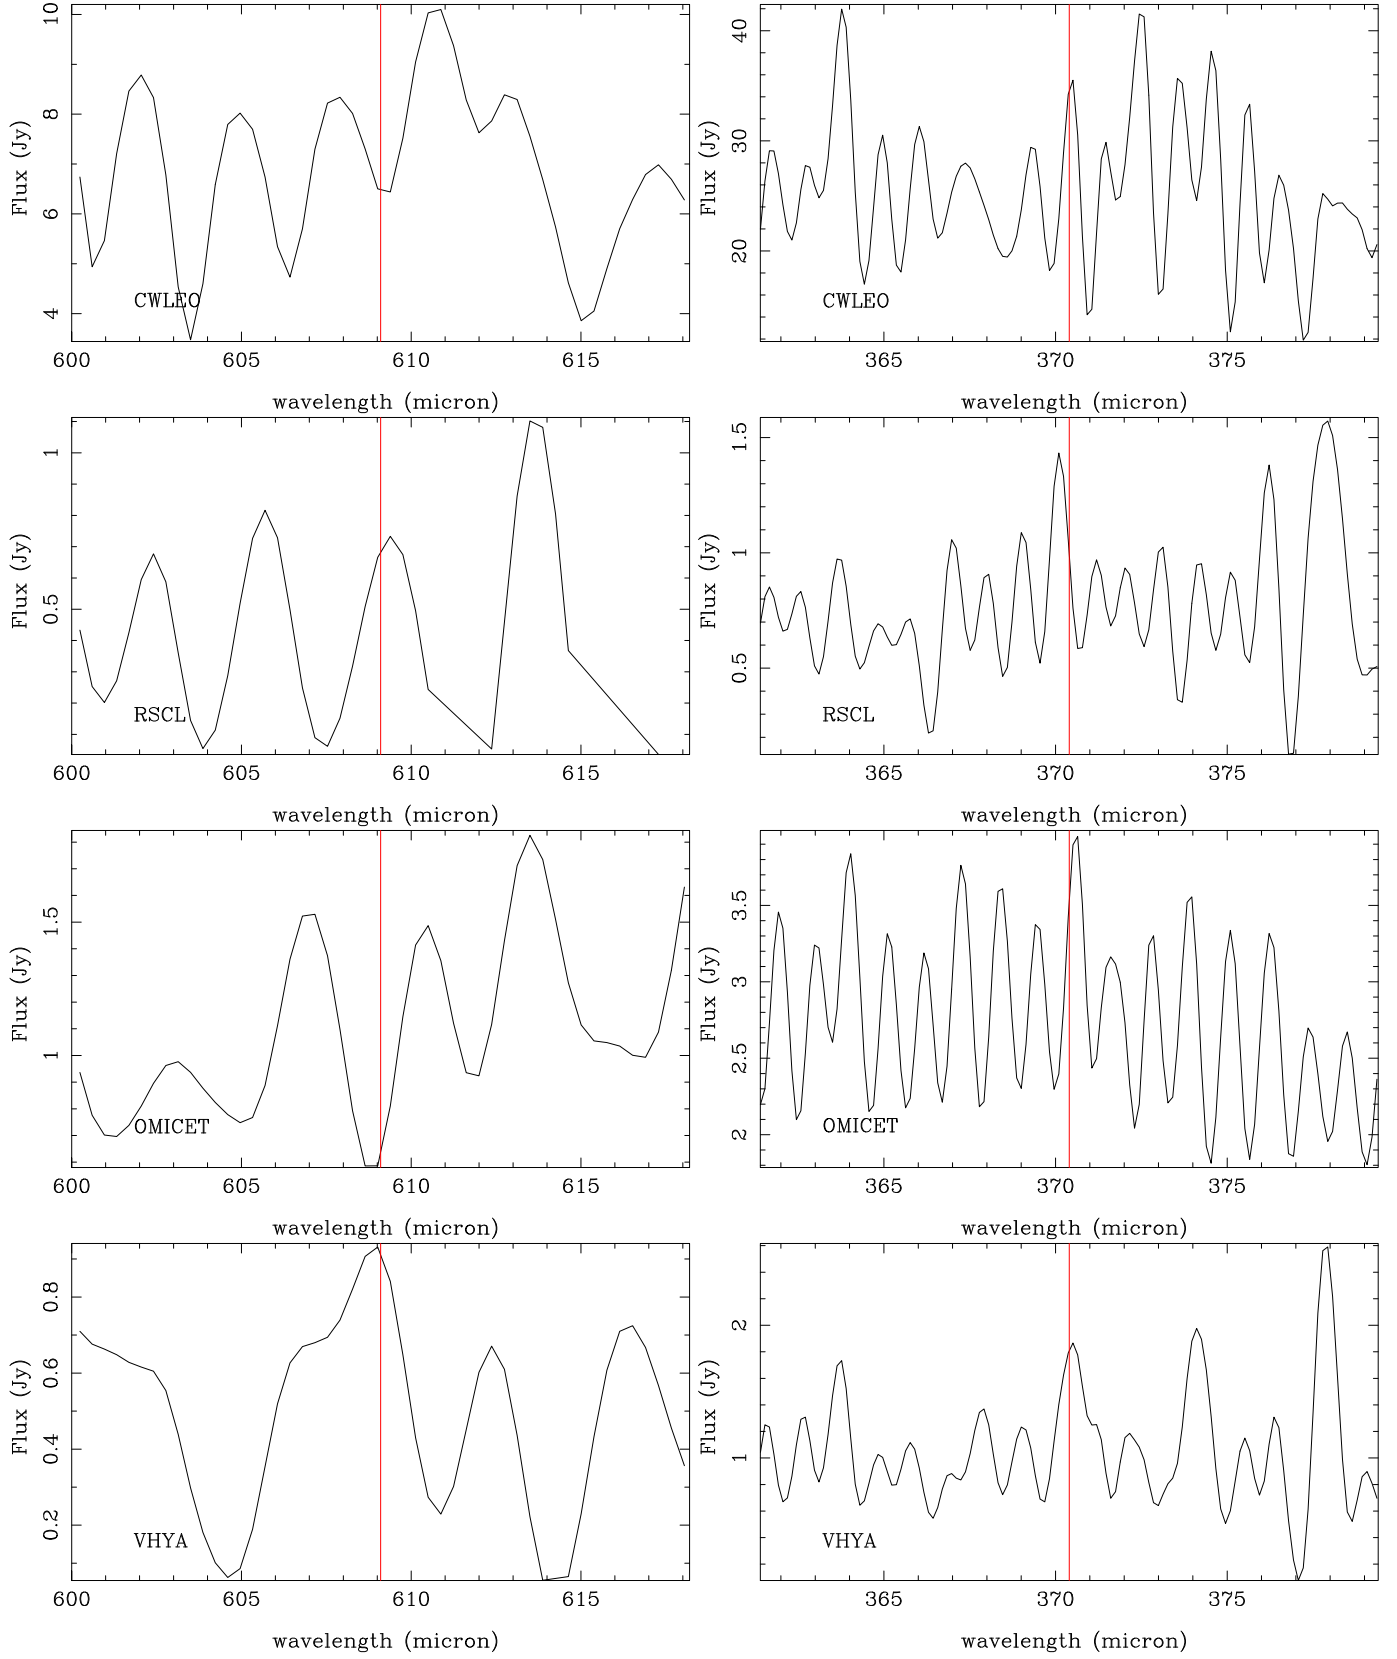 10
8
6
4
Flux (Jy)
CWLEO
600 605 610 615
wavelength (micron)
40
30
20
Flux (Jy)
CWLEO
365 370 375
wavelength (micron)
1
0.5
Flux (Jy)
RSCL
600 605 610 615
wavelength (micron)
1.5
1
0.5
Flux (Jy)
RSCL
365 370 375
wavelength (micron)
1.5
1
Flux (Jy)
OMICET
600 605 610 615
wavelength (micron)
3.5
3
2.5
2
Flux (Jy)
OMICET
365 370 375
wavelength (micron)
0.8
0.6
0.4
0.2
Flux (Jy)
VHYA
600 605 610 615
wavelength (micron)
2
1
Flux (Jy)
VHYA
365 370 375
wavelength (micron)